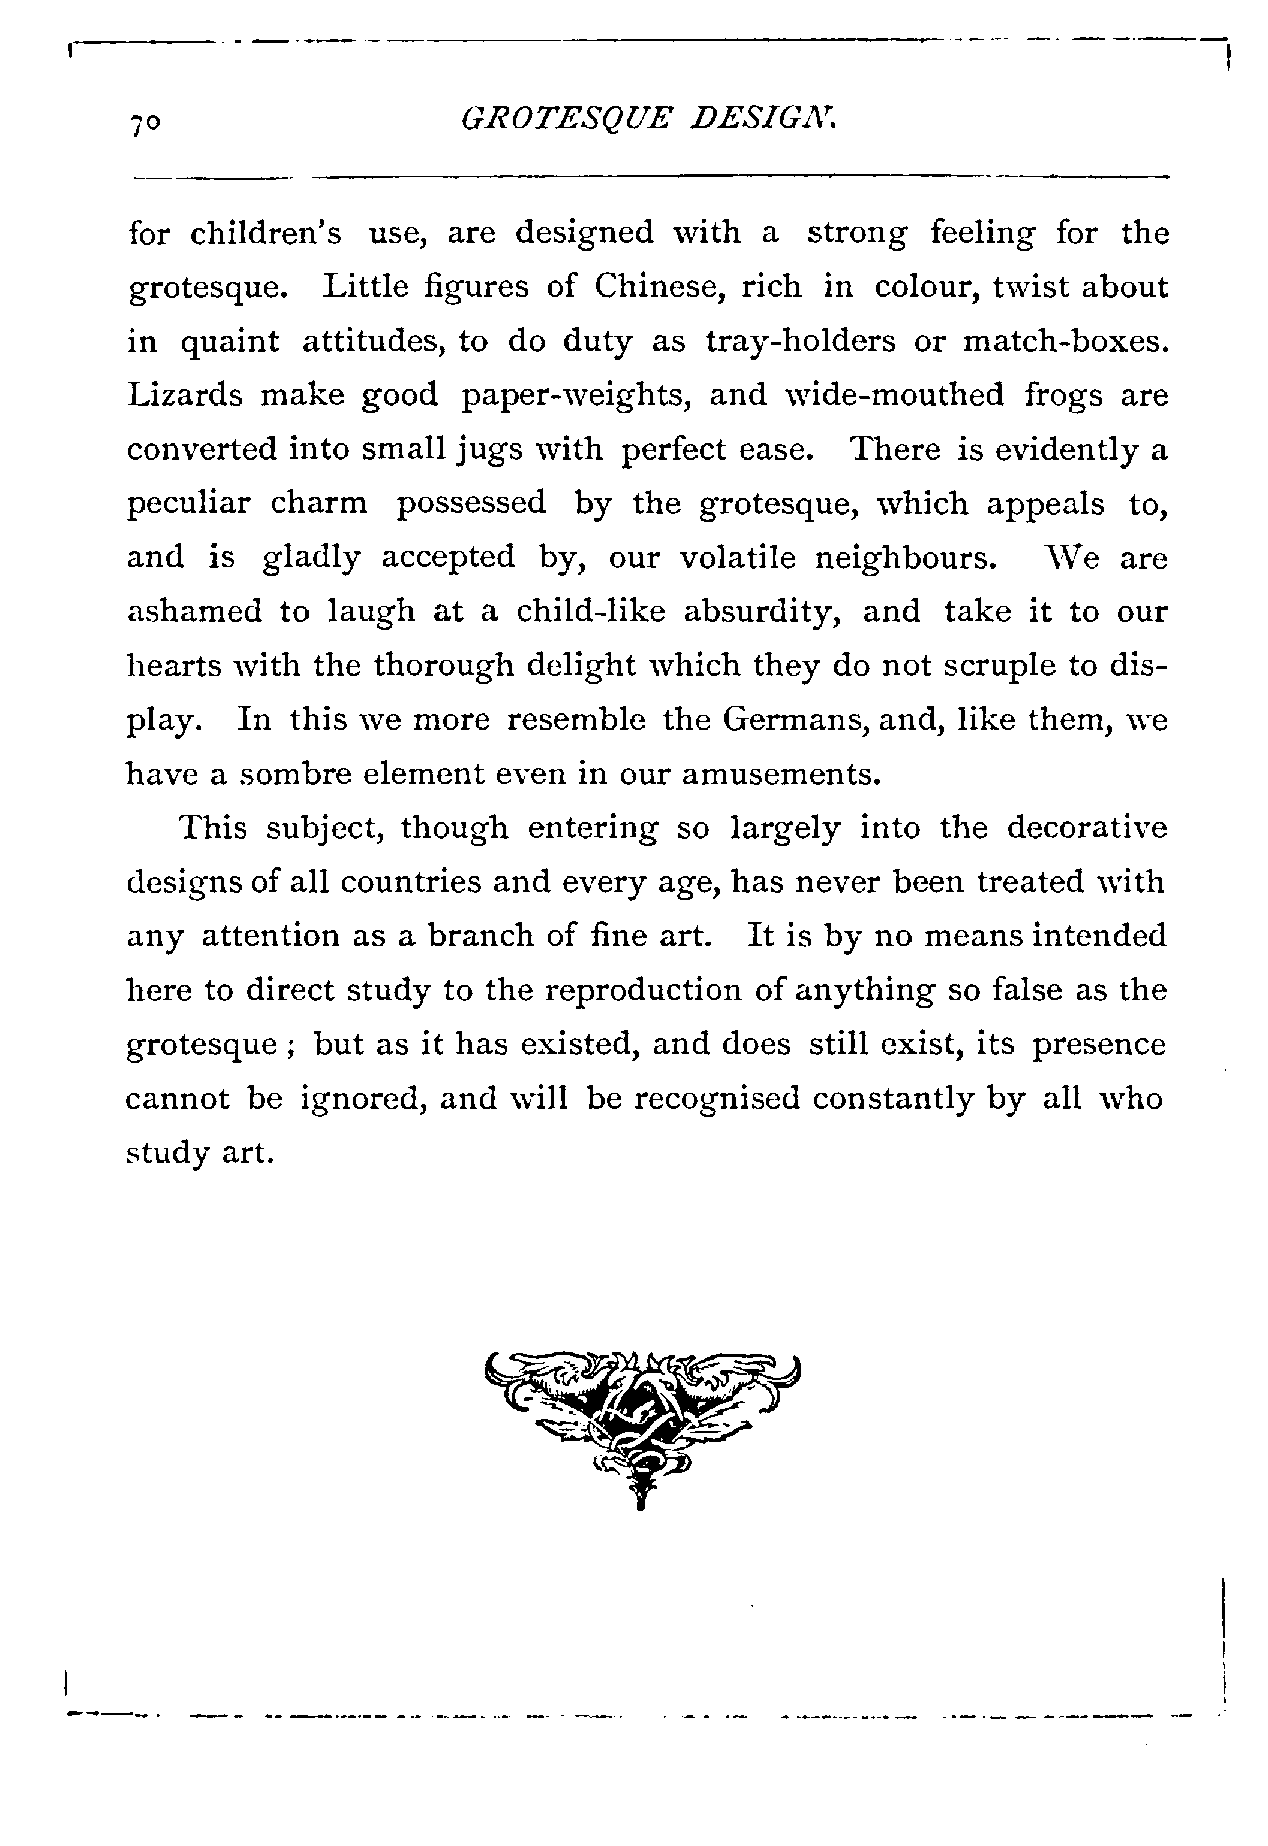 70 GROTESQUE DESIGN.
for children's use, are designed with a strong feeling for the
grotesque. Little figures of Chinese, rich in colour, twist about
in quaint attitudes, to do duty as tray-holders or match-boxes.
Lizards make good paper-weights, and wide-mouthed frogs are
converted into small jugs with perfect ease. There is evidently a
peculiar charm possessed by the grotesque, which appeals to,
and is gladly accepted by, our volatile neighbours. We are
ashamed to laugh at a child-like absurdity, and take it to our
hearts with the thorough delight which they do not scruple to dis-
play. In this we more resemble the Germans, and, like them, we
have a sombre element even in our amusements.
This subject, though entering so largely into the decorative
designs of all countries and every age, has never been treated with
any attention as a branch of fine art. It is by no means intended
here to direct study to the reproduction of anything so false as the
grotesque ; but as it has existed, and does still exist, its presence
cannot be ignored, and will be recognised constantly by all who
study art.